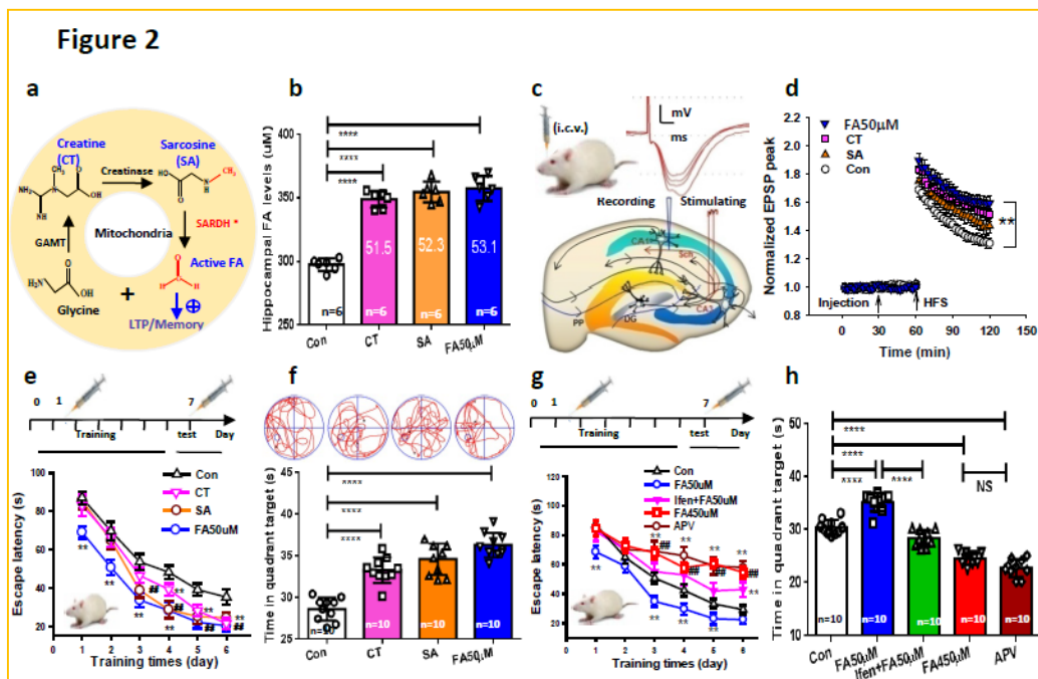 Figure 2
a
Creatine
(CT)
Sarcosine
(SA)
Creatinase
GAMT
Mitochondria
SARDH *
Active FA
Glycine
+
LTP/Memory
b
Hippocampal FA levels (uM)
400
350
300
250
****
****
****
51.5
52.3
53.1
n=6
n=6
n=6
n=6
Con
CT
SA
FA50μM
c
(i.c.v.)
mV
ms
Recording
Stimulating
CA1
Sch
PP
DG
CA3
d
Normalized EPSP peak
2.2
2.0
1.8
1.6
1.4
1.2
1.0
0.8
FA50μM
CT
SA
Con
**
Injection
HFS
0
30
60
90
120
150
Time (min)
e
0
1
7
Training
test
Day
Escape latency (s)
100
80
60
40
20
Con
CT
SA
FA50uM
1
2
3
4
5
6
Training times (day)
f
Time in quadrant target (s)
45
40
35
30
25
****
****
****
n=10
n=10
n=10
n=10
Con
CT
SA
FA50μM
g
0
1
7
Training
test
Day
Escape latency (s)
Con
FA50uM
Ifen+FA50uM
FA450uM
APV
1
2
3
4
5
6
Training times (day)
h
Time in quadrant target (s)
50
40
30
20
10
****
****
****
****
NS
n=10
n=10
n=10
n=10
n=10
Con
FA50μM
Ifen+FA50μM
FA450μM
APV